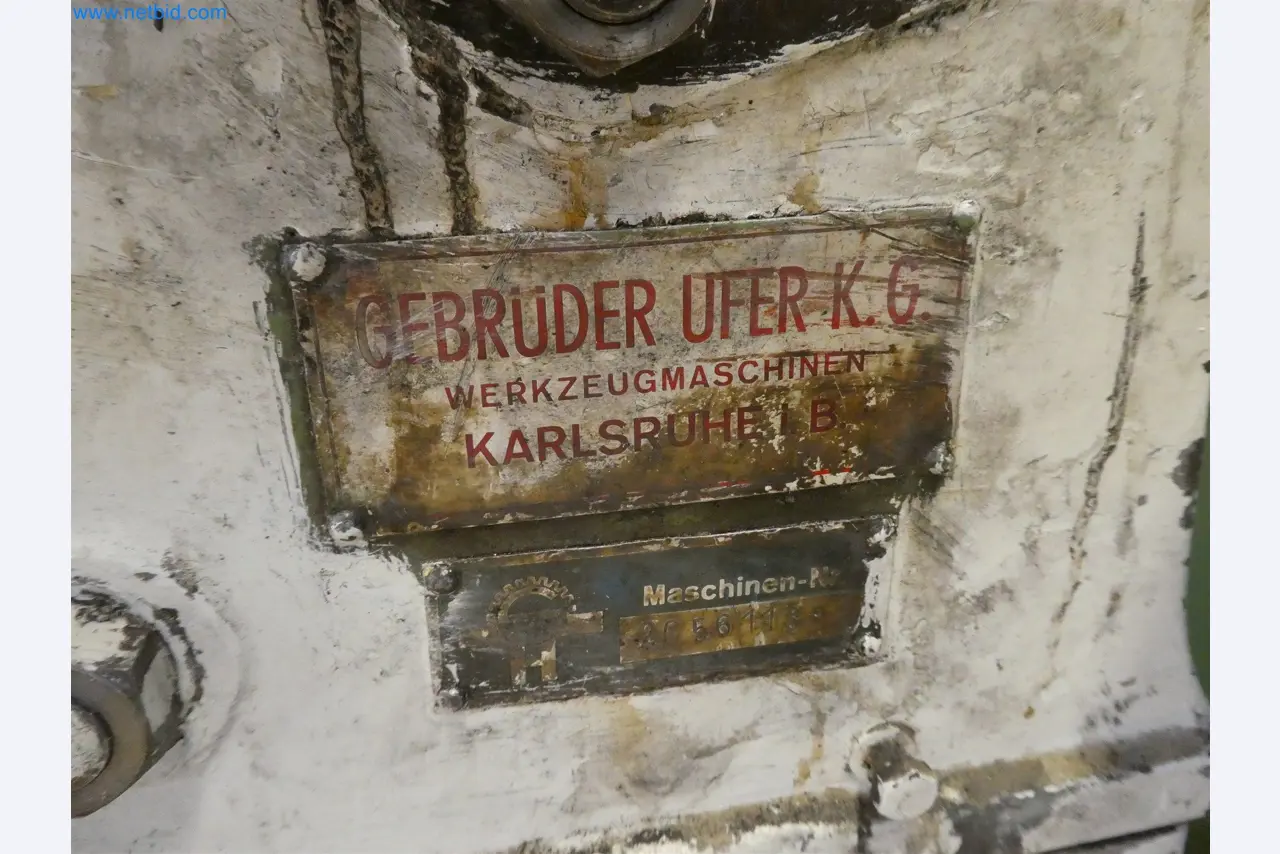 www.netbid.com
GEBRÜDER UFER K.G.
WERKZEUGMASCHINEN
KARLSRUHE i B.
Maschinen-Nr